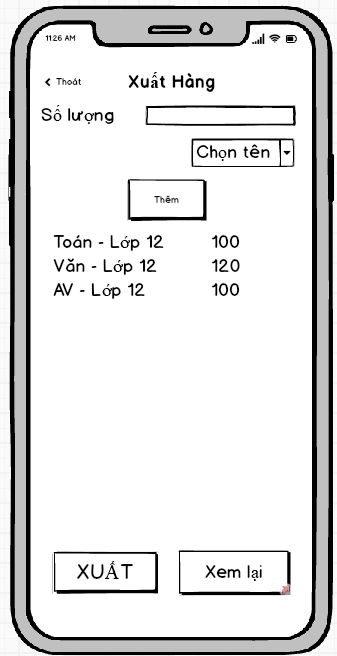 11:26 AM
Thoát
Xuất Hàng
Số lượng
Chọn tên
Thêm
Toán - Lớp 12 100
Văn - Lớp 12 120
AV - Lớp 12 100
XUẤT Xem lại